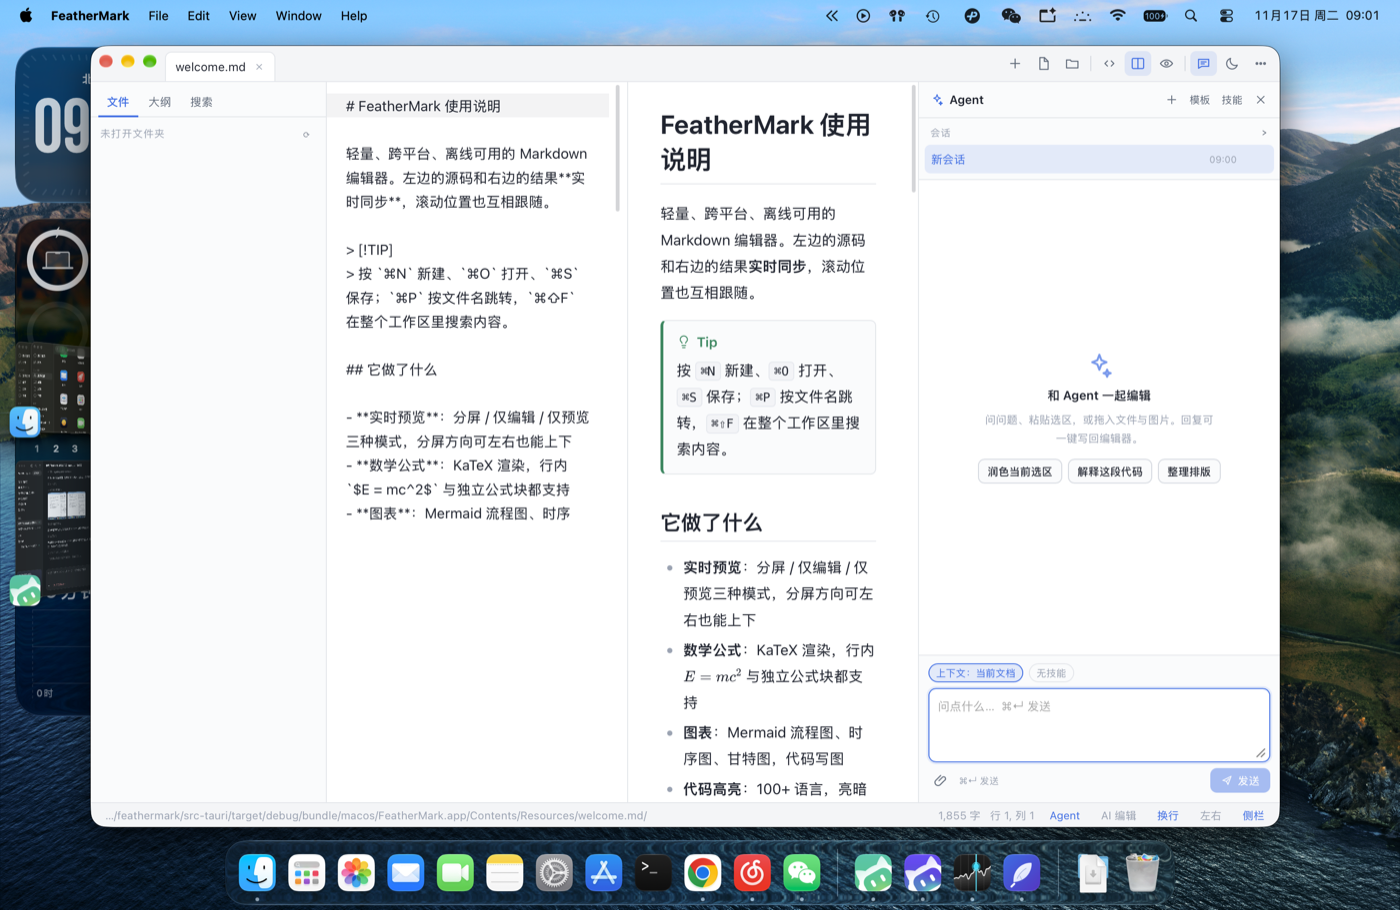 FeatherMark File Edit View Window Help
100+
11月17日 周二 09:01
welcome.md ×
北
09
文件 大纲 搜索
未打开文件夹
1 2 3
0时
# FeatherMark 使用说明
轻量、跨平台、离线可用的 Markdown
编辑器。左边的源码和右边的结果**实
时同步**，滚动位置也互相跟随。
> [!TIP]
> 按 `⌘N` 新建、`⌘O` 打开、`⌘S`
保存；`⌘P` 按文件名跳转，`⌘⇧F`
在整个工作区里搜索内容。
## 它做了什么
- **实时预览**：分屏 / 仅编辑 / 仅预览
三种模式，分屏方向可左右也能上下
- **数学公式**：KaTeX 渲染，行内
`$E = mc^2$` 与独立公式块都支持
- **图表**：Mermaid 流程图、时序
FeatherMark 使用
说明
轻量、跨平台、离线可用的
Markdown 编辑器。左边的源码
和右边的结果实时同步，滚动位
置也互相跟随。
Tip
按 ⌘N 新建、 ⌘O 打开、
⌘S 保存； ⌘P 按文件名跳
转， ⌘⇧F 在整个工作区里搜
索内容。
它做了什么
实时预览：分屏 / 仅编辑 / 仅
预览三种模式，分屏方向可左
右也能上下
数学公式：KaTeX 渲染，行内
E = mc² 与独立公式块都支
持
图表：Mermaid 流程图、时
序图、甘特图，代码写图
代码高亮：100+ 语言，亮暗
Agent
模板 技能
会话
新会话 09:00
和 Agent 一起编辑
问问题、粘贴选区，或拖入文件与图片。回复可
一键写回编辑器。
润色当前选区 解释这段代码 整理排版
上下文：当前文档 无技能
问点什么... ⌘↵ 发送
⌘↵ 发送
发送
.../feathermark/src-tauri/target/debug/bundle/macos/FeatherMark.app/Contents/Resources/welcome.md/
1,855 字 行 1, 列 1 Agent AI 编辑 换行 左右 侧栏